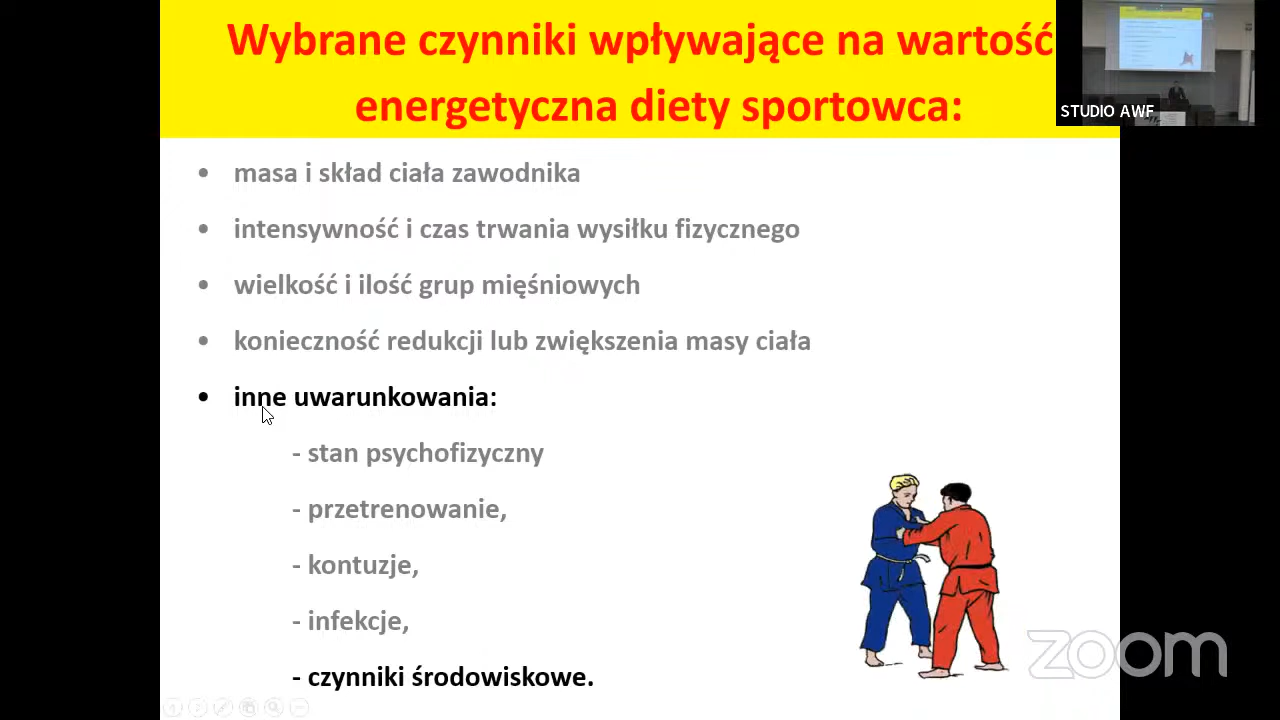 Wybrane czynniki wpływające na wartość
energetyczna diety sportowca:
STUDIO AWF
• masa i skład ciała zawodnika
• intensywność i czas trwania wysiłku fizycznego
• wielkość i ilość grup mięśniowych
• konieczność redukcji lub zwiększenia masy ciała
• inne uwarunkowania:
- stan psychofizyczny
- przetrenowanie,
- kontuzje,
- infekcje,
- czynniki środowiskowe.
zoom